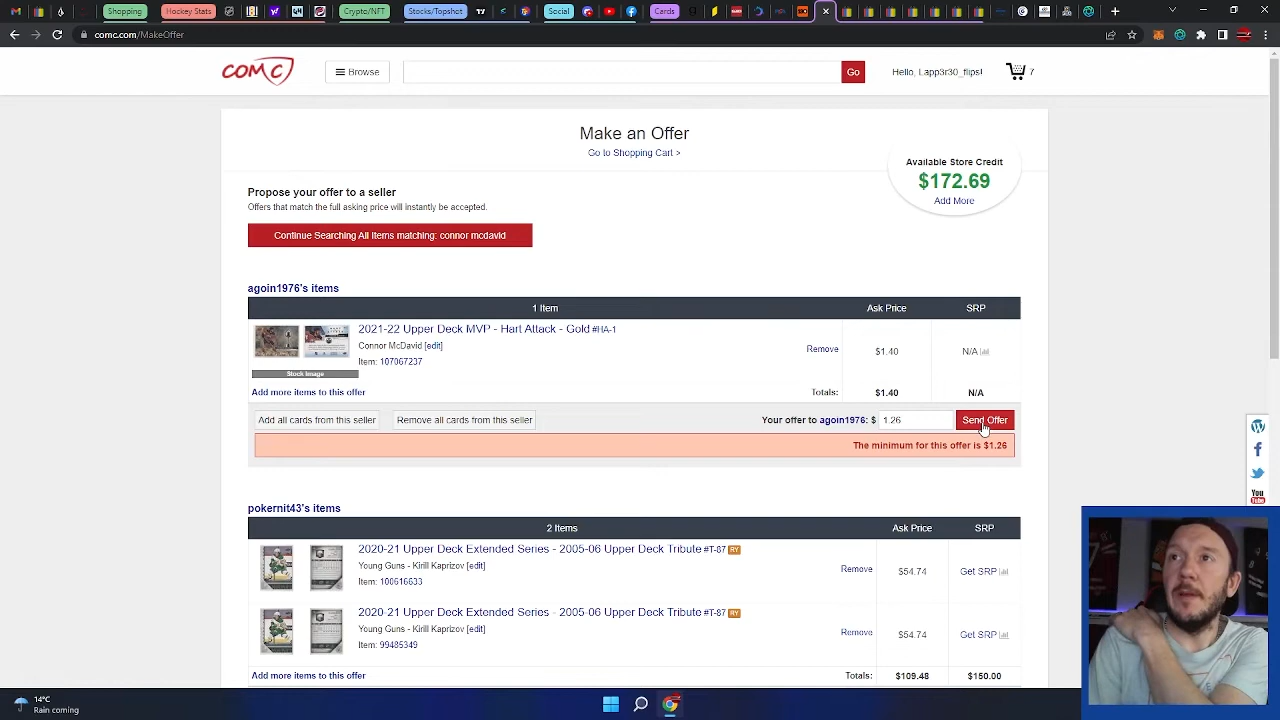 Shopping
Hockey Stats
Crypto/NFT
Stocks/Topshot
Social
Cards
comc.com/MakeOffer
COMC
Browse
Go
Hello, Lapp3r30_flips!
7
Make an Offer
Go to Shopping Cart >
Available Store Credit
$172.69
Add More
Propose your offer to a seller
Offers that match the full asking price will instantly be accepted.
Continue Searching All Items matching: connor mcdavid
agoin1976's items
1 Item Ask Price SRP
2021-22 Upper Deck MVP - Hart Attack - Gold #HA-1
Connor McDavid [edit]
Item: 107067237
Stock Image
Remove $1.40 N/A
Add more items to this offer Totals: $1.40 N/A
Add all cards from this seller Remove all cards from this seller Your offer to agoin1976: $ 1.26 Send Offer
The minimum for this offer is $1.26
pokernit43's items
2 Items Ask Price SRP
2020-21 Upper Deck Extended Series - 2005-06 Upper Deck Tribute #T-87 RY
Young Guns - Kirill Kaprizov [edit]
Item: 100616633
Remove $54.74 Get SRP
2020-21 Upper Deck Extended Series - 2005-06 Upper Deck Tribute #T-87 RY
Young Guns - Kirill Kaprizov [edit]
Item: 99485349
Remove $54.74 Get SRP
Add more items to this offer Totals: $109.48 $150.00
You
14°C
Rain coming